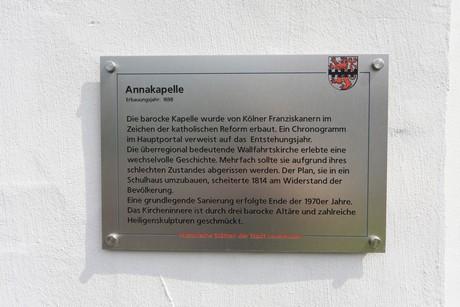 Annakapelle
Erbauungsjahr: 1698
Die barocke Kapelle wurde von Kölner Franziskanern im
Zeichen der katholischen Reform erbaut. Ein Chronogramm
im Hauptportal verweist auf das Entstehungsjahr.
Die überregional bedeutende Wallfahrtskirche erlebte eine
wechselvolle Geschichte. Mehrfach sollte sie aufgrund ihres
schlechten Zustandes abgerissen werden. Der Plan, sie in ein
Schulhaus umzubauen, scheiterte 1814 am Widerstand der
Bevölkerung.
Eine grundlegende Sanierung erfolgte Ende der 1970er Jahre.
Das Kircheninnere ist durch drei barocke Altäre und zahlreiche
Heiligenskulpturen geschmückt.
Historische Stätten der Stadt Leverkusen